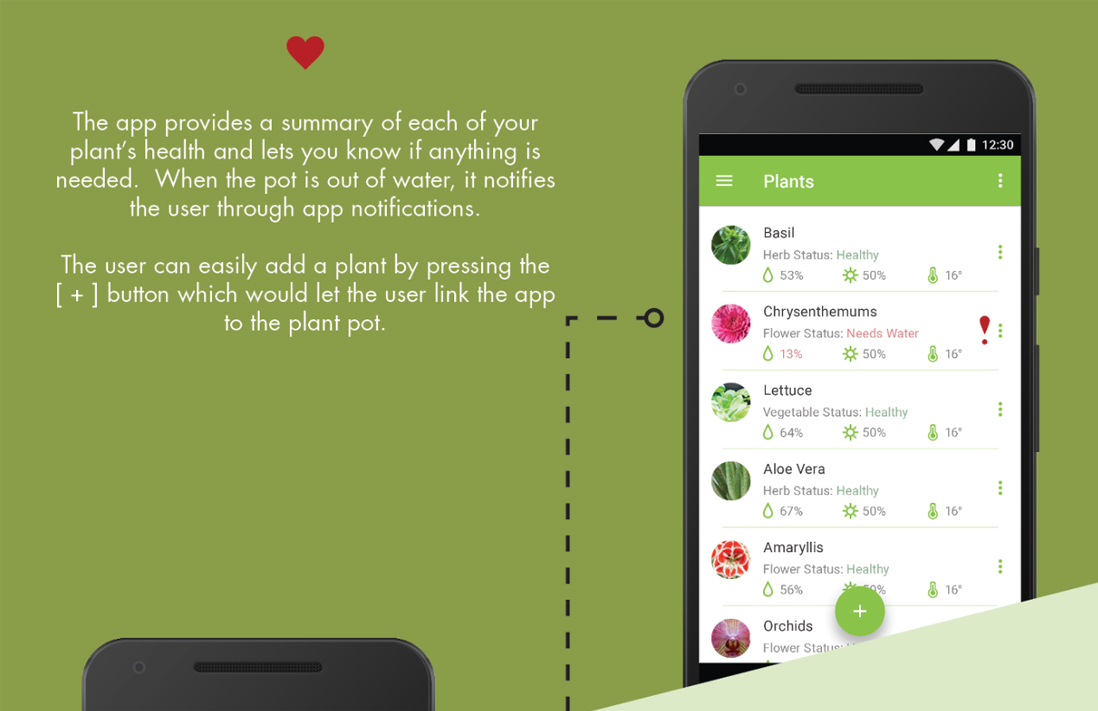 The app provides a summary of each of your
plant's health and lets you know if anything is
needed. When the pot is out of water, it notifies
the user through app notifications.
The user can easily add a plant by pressing the
[ + ] button which would let the user link the app
to the plant pot.
12:30
Plants
Basil
Herb Status: Healthy
53% 50% 16°
Chrysenthemums
Flower Status: Needs Water
13% 50% 16°
Lettuce
Vegetable Status: Healthy
64% 50% 16°
Aloe Vera
Herb Status: Healthy
67% 50% 16°
Amaryllis
Flower Status: Healthy
56% 50% 16°
+
Orchids
Flower Status: